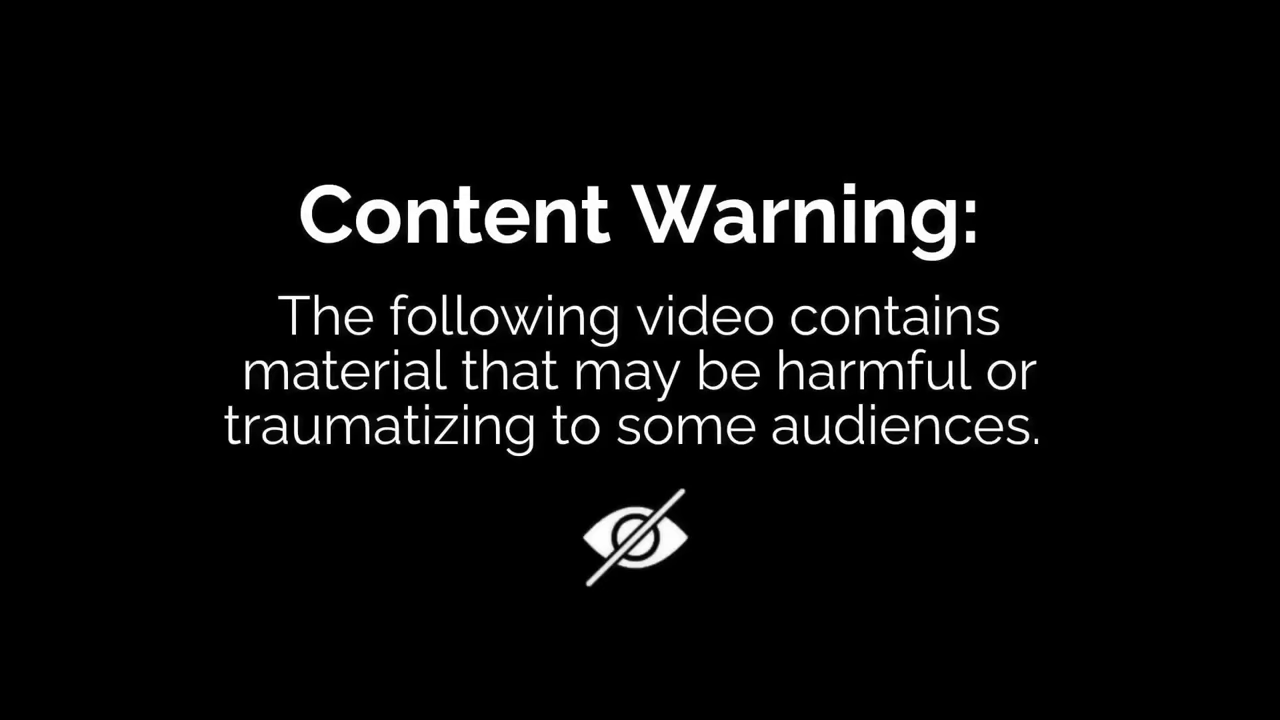 Content Warning:
The following video contains
material that may be harmful or
traumatizing to some audiences.